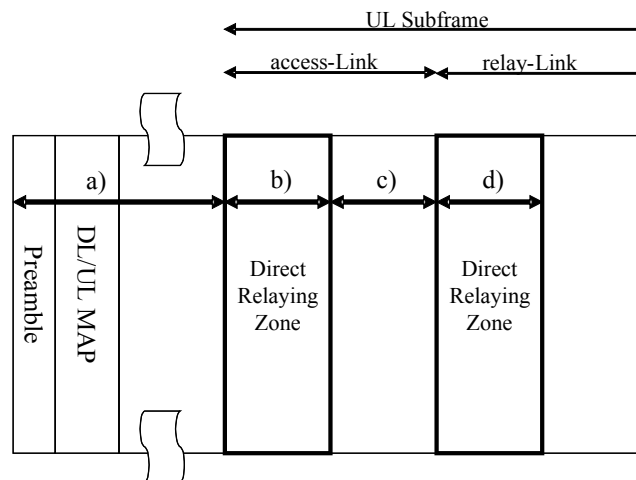 UL Subframe
access-Link
relay-Link
a)
b)
c)
d)
Preamble
DL/UL MAP
Direct
Relaying
Zone
Direct
Relaying
Zone